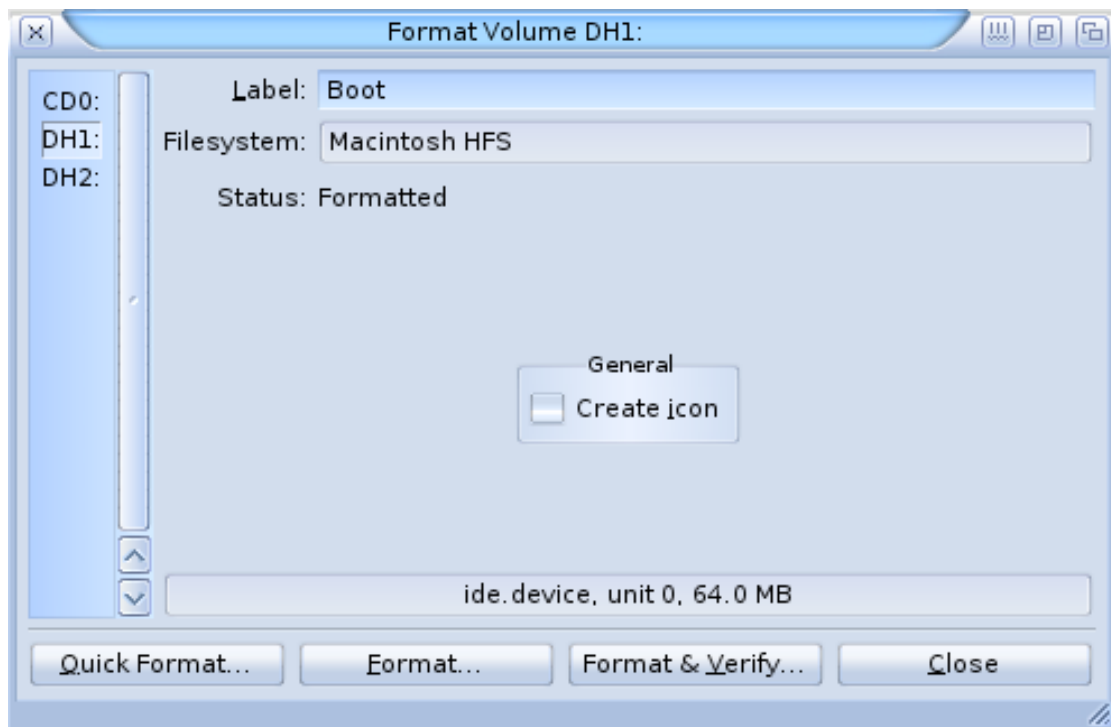 Format Volume DH1:
CD0:
DH1:
DH2:
Label: Boot
Filesystem: Macintosh HFS
Status: Formatted
General
Create icon
ide.device, unit 0, 64.0 MB
Quick Format... Format... Format & Verify... Close